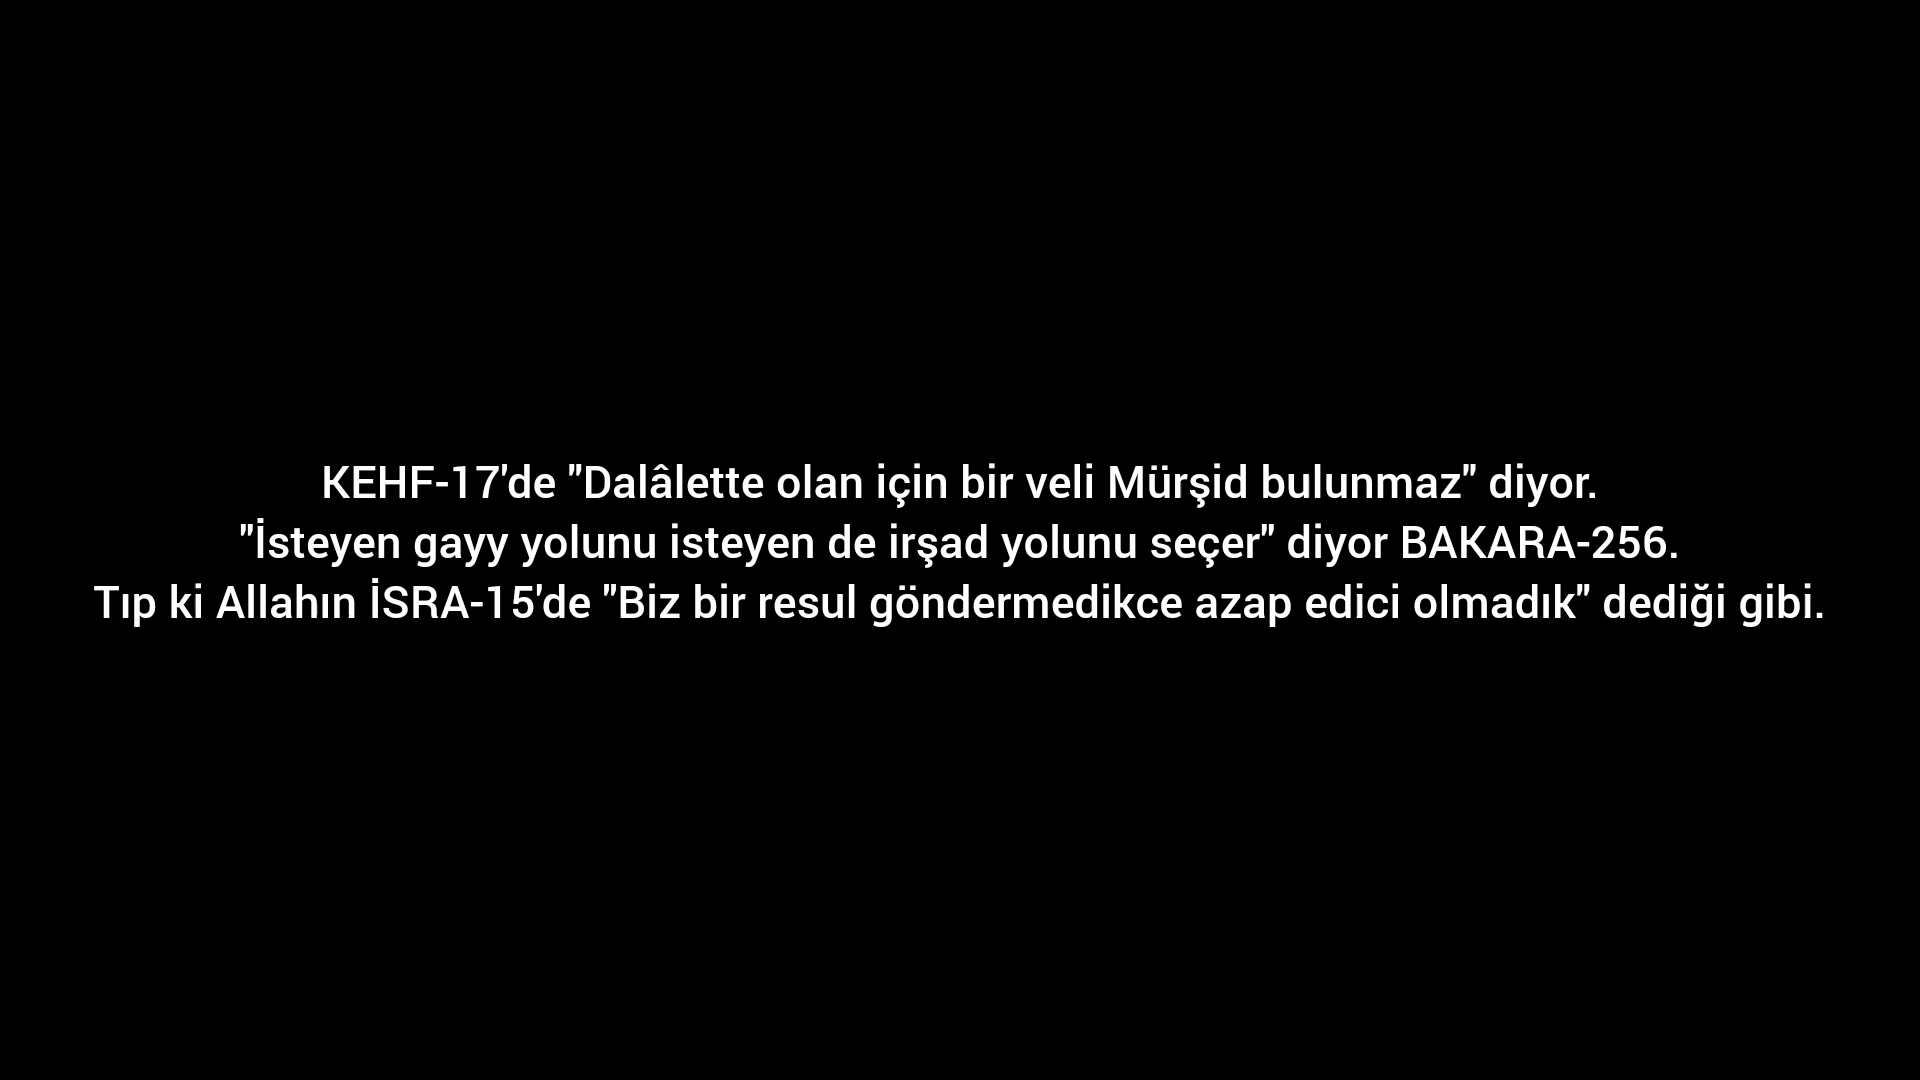 KEHF-17'de "Dalâlette olan için bir veli Mürşid bulunmaz" diyor.
"İsteyen gayy yolunu isteyen de irşad yolunu seçer" diyor BAKARA-256.
Tıp ki Allahın İSRA-15'de "Biz bir resul göndermedikce azap edici olmadık" dediği gibi.